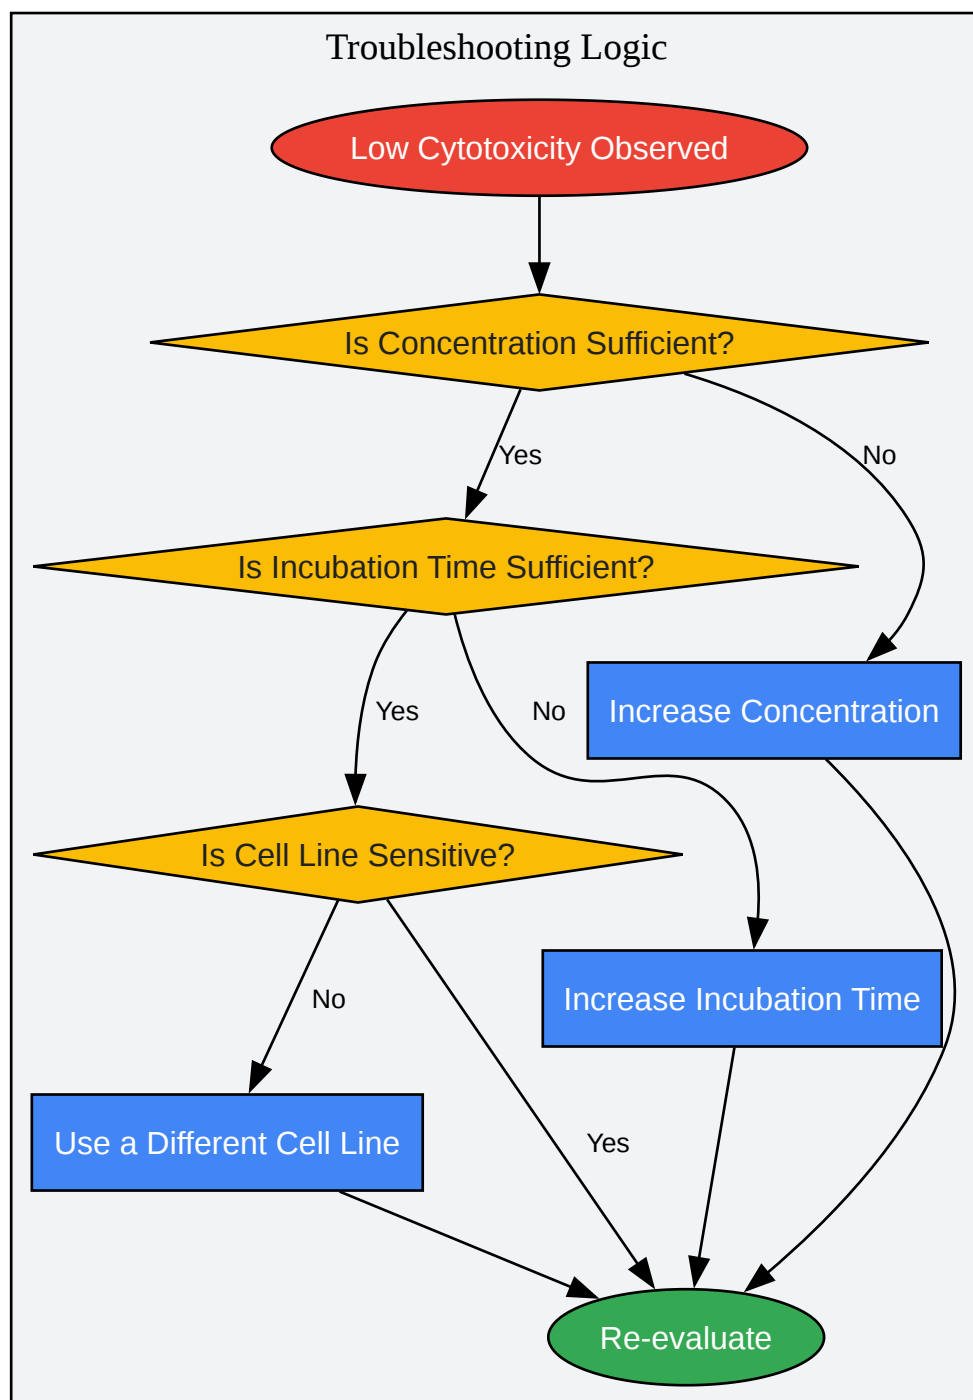 Troubleshooting Logic
Low Cytotoxicity Observed
Is Concentration Sufficient?
Yes
No
Is Incubation Time Sufficient?
Yes
No
Increase Concentration
Is Cell Line Sensitive?
No
Increase Incubation Time
Use a Different Cell Line
Yes
Re-evaluate